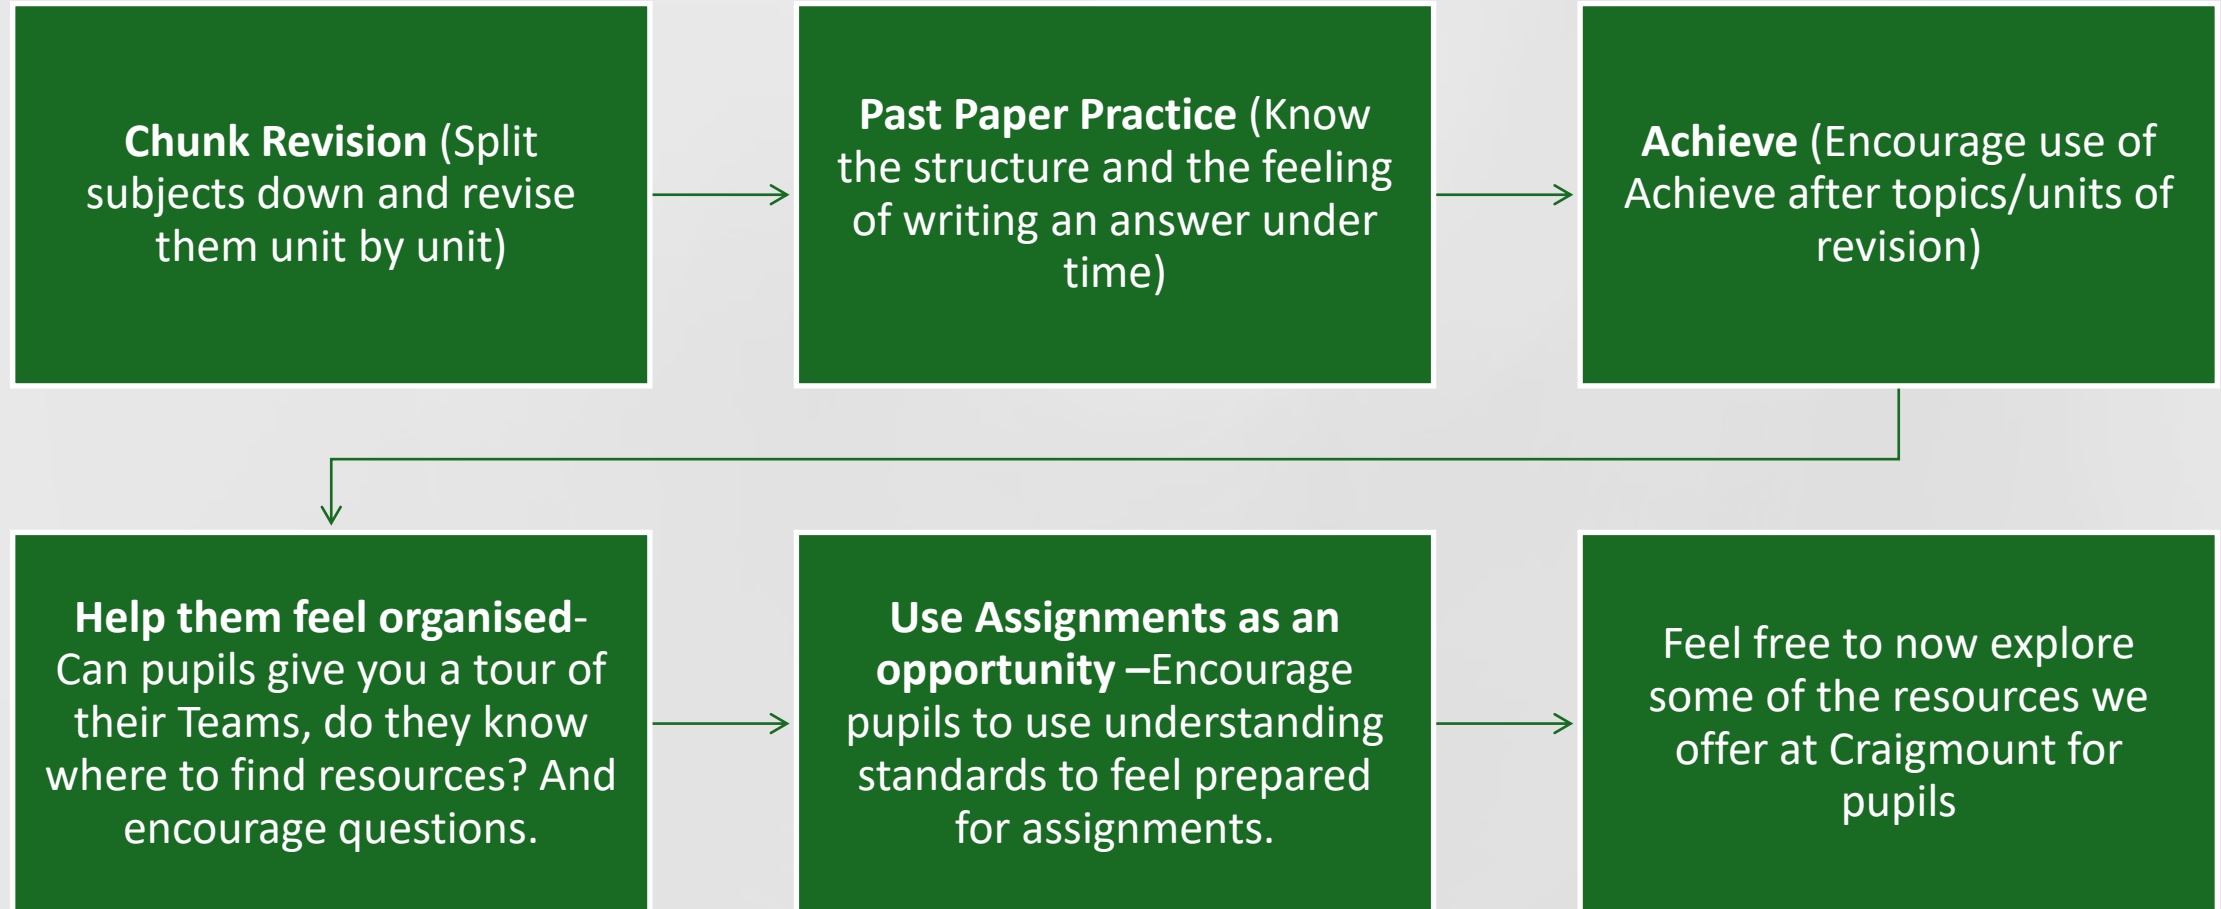 Chunk Revision (Split
subjects down and revise
them unit by unit)
Past Paper Practice (Know
the structure and the feeling
of writing an answer under
time)
Achieve (Encourage use of
Achieve after topics/units of
revision)
Help them feel organised-
Can pupils give you a tour of
their Teams, do they know
where to find resources? And
encourage questions.
Use Assignments as an
opportunity –Encourage
pupils to use understanding
standards to feel prepared
for assignments.
Feel free to now explore
some of the resources we
offer at Craigmount for
pupils